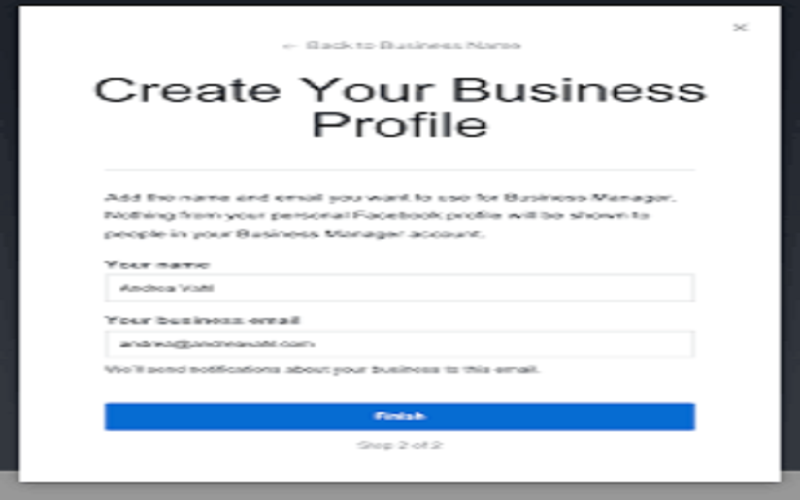 ×
← Back to Business Name
Create Your Business
Profile
Add the name and email you want to use for Business Manager.
Nothing from your personal Facebook profile will be shown to
people in your Business Manager account.
Your name
Andrea Vahl
Your business email
andrea@andreavahl.com
We'll send notifications about your business to this email.
Finish
Step 2 of 2